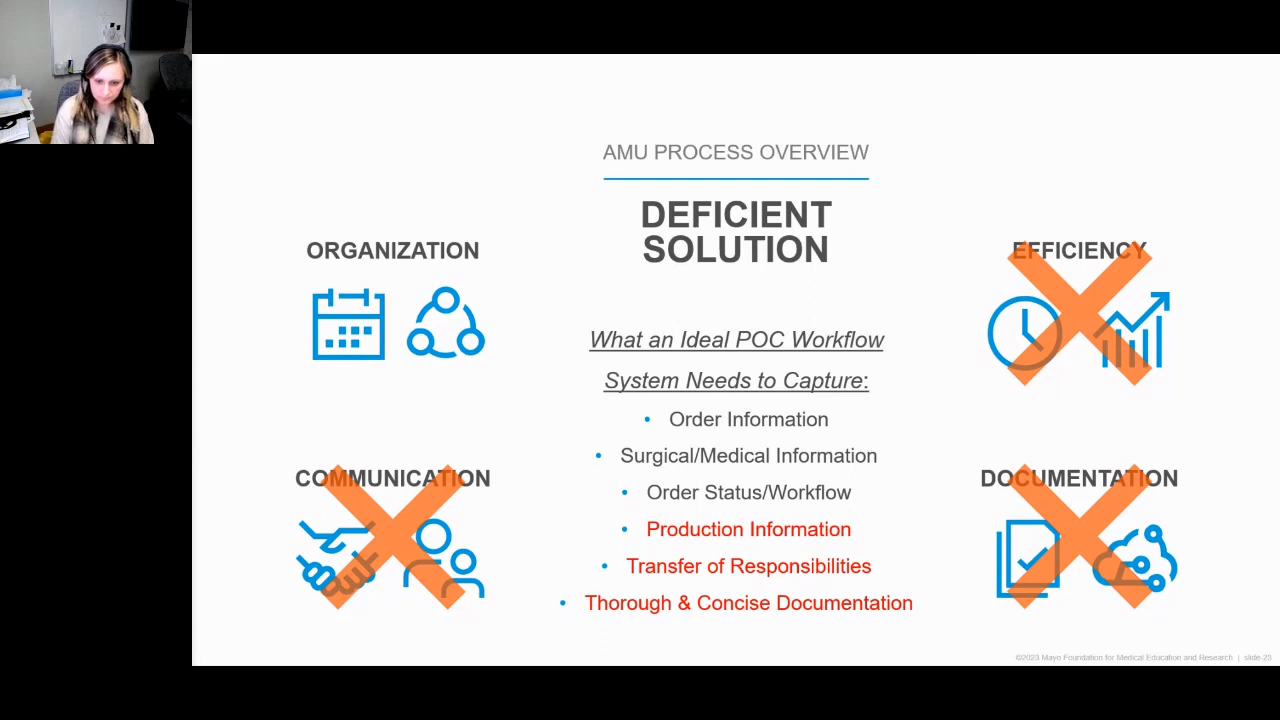 AMU PROCESS OVERVIEW
DEFICIENT
SOLUTION
ORGANIZATION
EFFICIENCY
What an Ideal POC Workflow
System Needs to Capture:
• Order Information
• Surgical/Medical Information
COMMUNICATION
DOCUMENTATION
• Order Status/Workflow
• Production Information
• Transfer of Responsibilities
• Thorough & Concise Documentation
©2023 Mayo Foundation for Medical Education and Research | slide-23